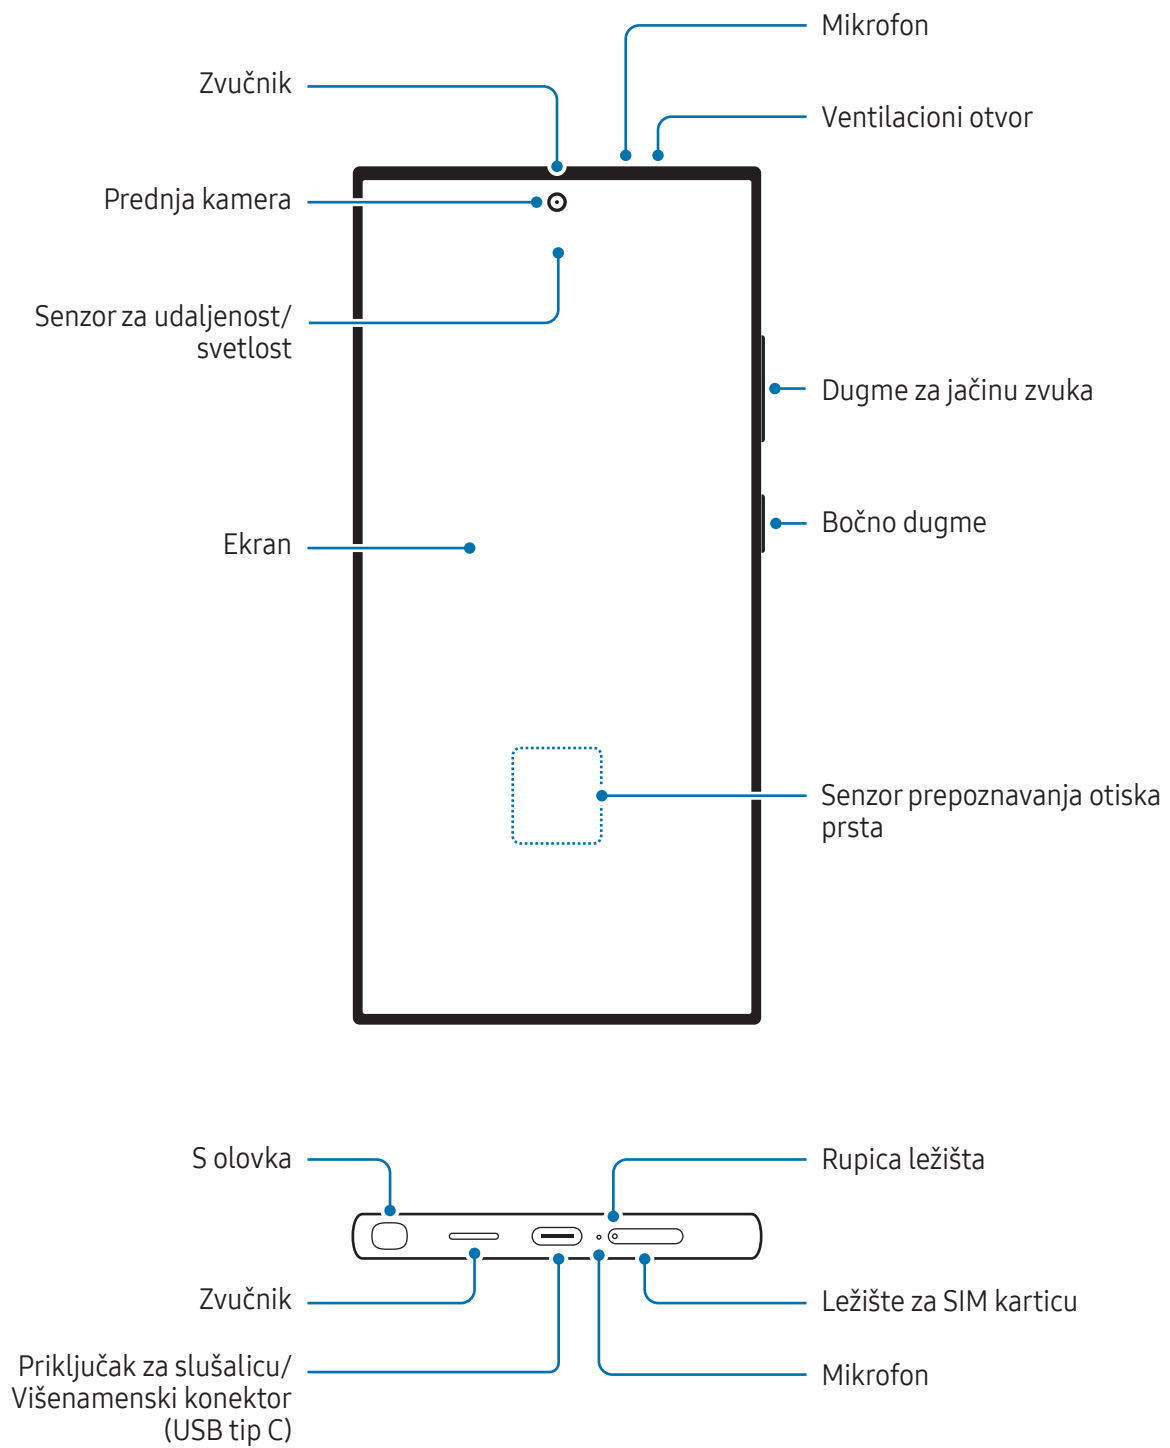 Mikrofon
Zvučnik
Ventilacioni otvor
Prednja kamera
Senzor za udaljenost/
svetlost
Dugme za jačinu zvuka
Bočno dugme
Ekran
Senzor prepoznavanja otiska
prsta
S olovka
Rupica ležišta
Zvučnik
Ležište za SIM karticu
Priključak za slušalicu/
Višenamenski konektor
(USB tip C)
Mikrofon